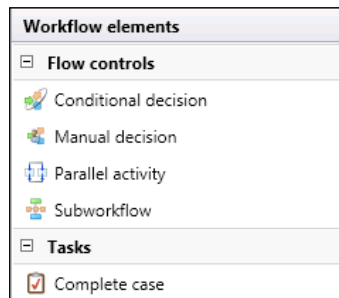 Workflow elements
Flow controls
Conditional decision
Manual decision
Parallel activity
Subworkflow
Tasks
Complete case